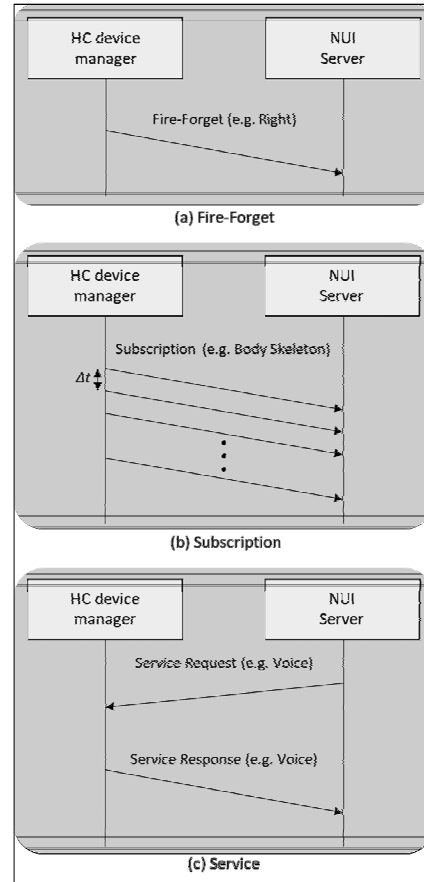 HC device
manager
NUI
Server
Fire-Forget (e.g. Right)
(a) Fire-Forget
HC device
manager
NUI
Server
Subscription (e.g. Body Skeleton)
Δt
(b) Subscription
HC device
manager
NUI
Server
Service Request (e.g. Voice)
Service Response (e.g. Voice)
(c) Service